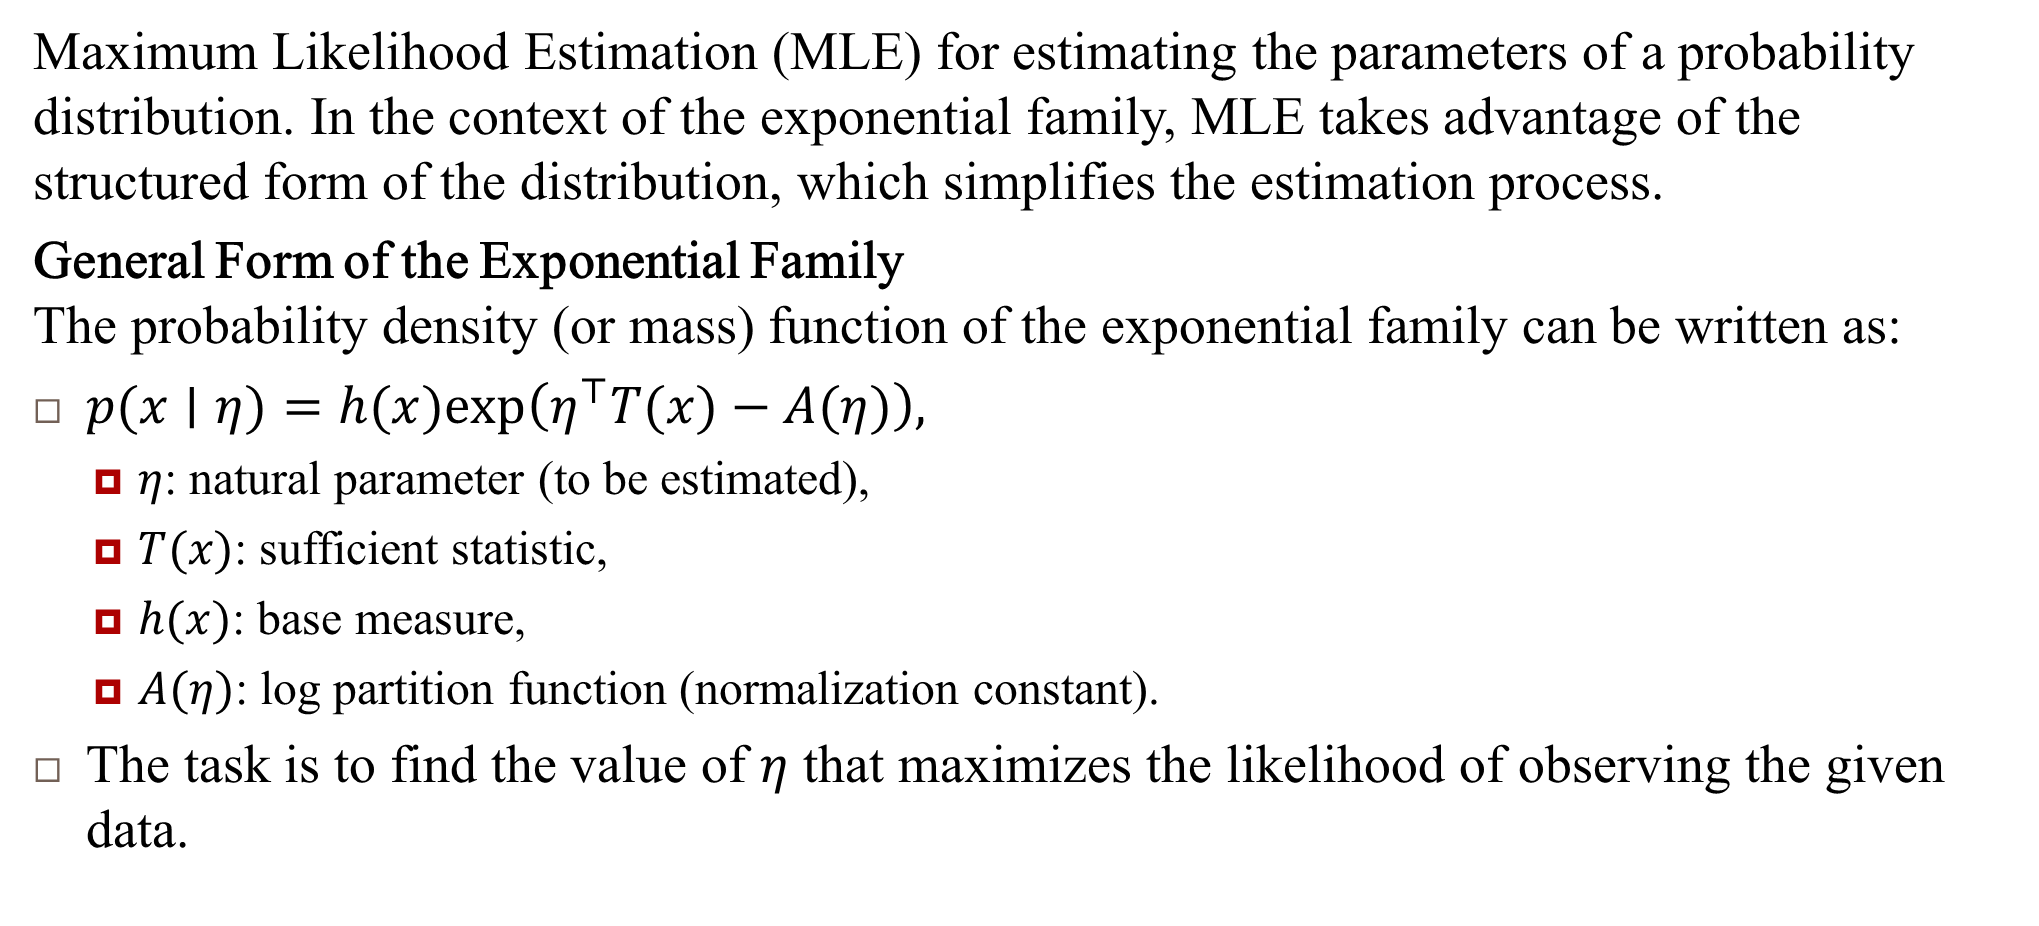 Maximum Likelihood Estimation (MLE) for estimating the parameters of a probability
distribution. In the context of the exponential family, MLE takes advantage of the
structured form of the distribution, which simplifies the estimation process.
General Form of the Exponential Family
The probability density (or mass) function of the exponential family can be written as:
□ p(x | η) = h(x)exp(η⊤T(x) − A(η)),
η: natural parameter (to be estimated),
T(x): sufficient statistic,
h(x): base measure,
A(η): log partition function (normalization constant).
□ The task is to find the value of η that maximizes the likelihood of observing the given
data.